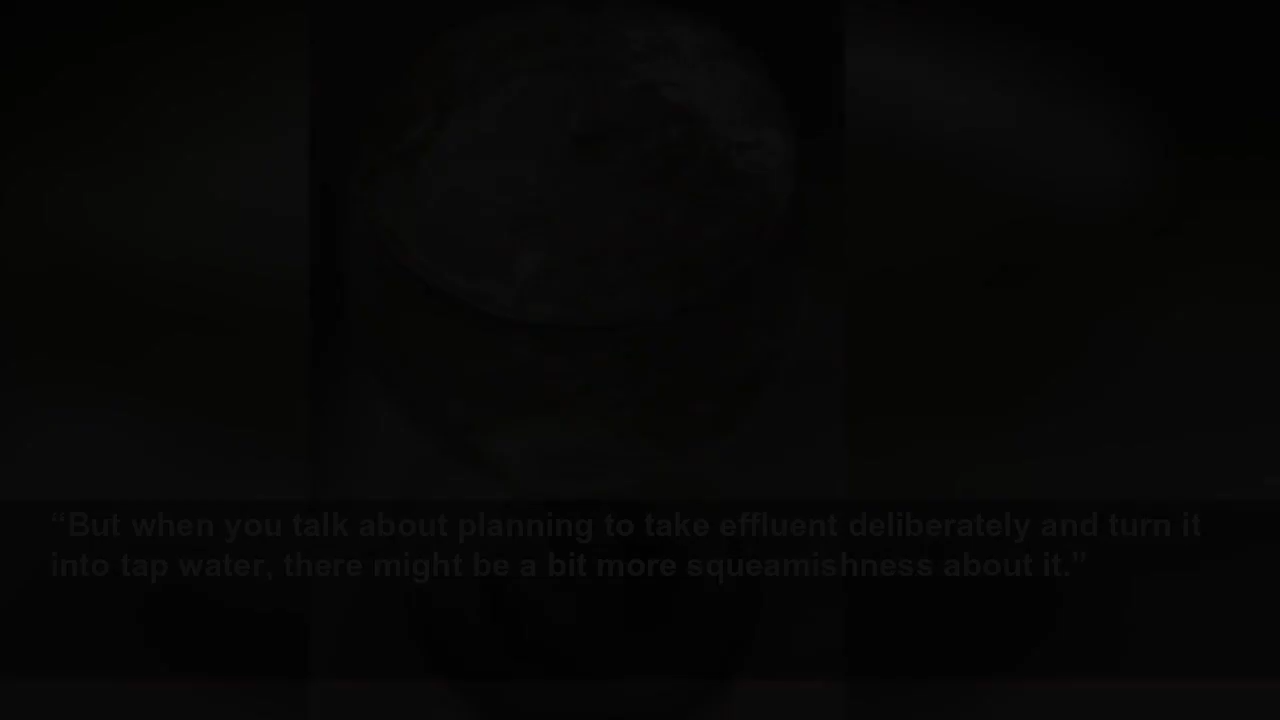 “But when you talk about planning to take effluent deliberately and turn it
into tap water, there might be a bit more squeamishness about it.”